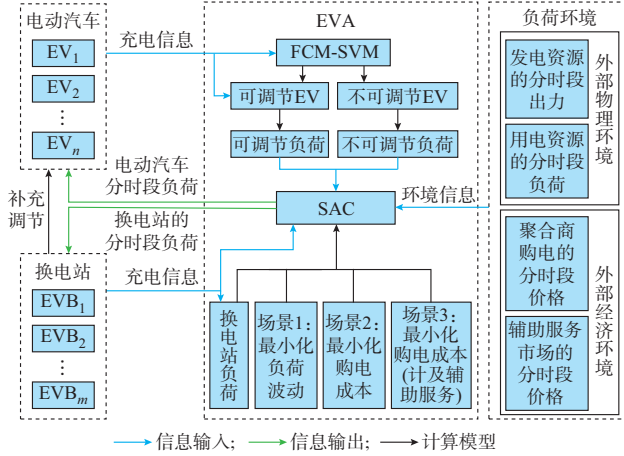 电动汽车
EV1
EV2
⋮
EVn
补充
调节
换电站
EVB1
EVB2
⋮
EVBm
充电信息
电动汽车
分时段负荷
换电站的
分时段负荷
充电信息
EVA
FCM-SVM
可调节EV
不可调节EV
可调节负荷
不可调节负荷
SAC
环境信息
换电站负荷
场景1：
最小化
负荷
波动
场景2：
最小化
购电
成本
场景3：
最小化
购电成本
(计及辅
助服务)
负荷环境
发电资源
的分时段
出力
用电资源
的分时段
负荷
外部物理环境
聚合商
购电的
分时段
价格
辅助服务
市场的
分时段
价格
外部经济环境
信息输入; 信息输出; 计算模型